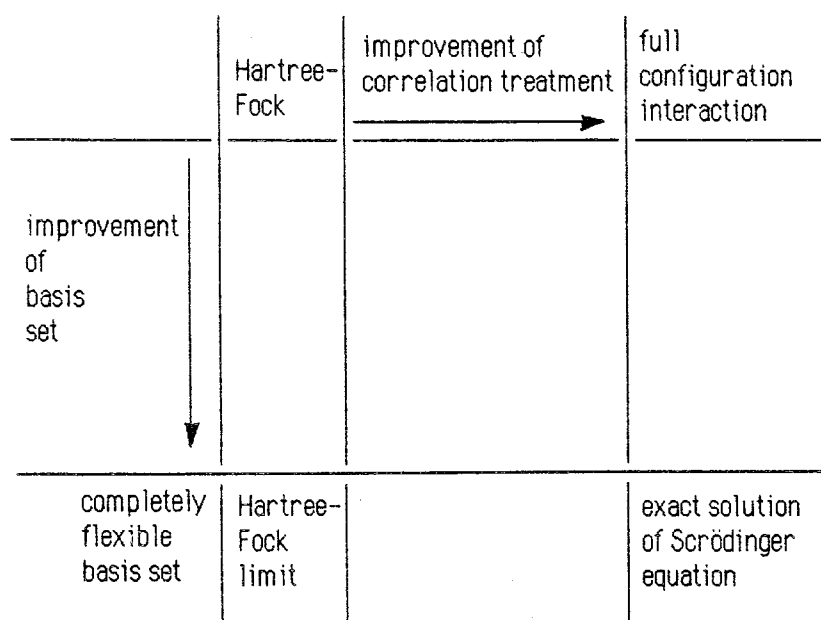 Hartree-
Fock
improvement of
correlation treatment
full
configuration
interaction
improvement
of
basis
set
completely
flexible
basis set
Hartree-
Fock
limit
exact solution
of Scrödinger
equation